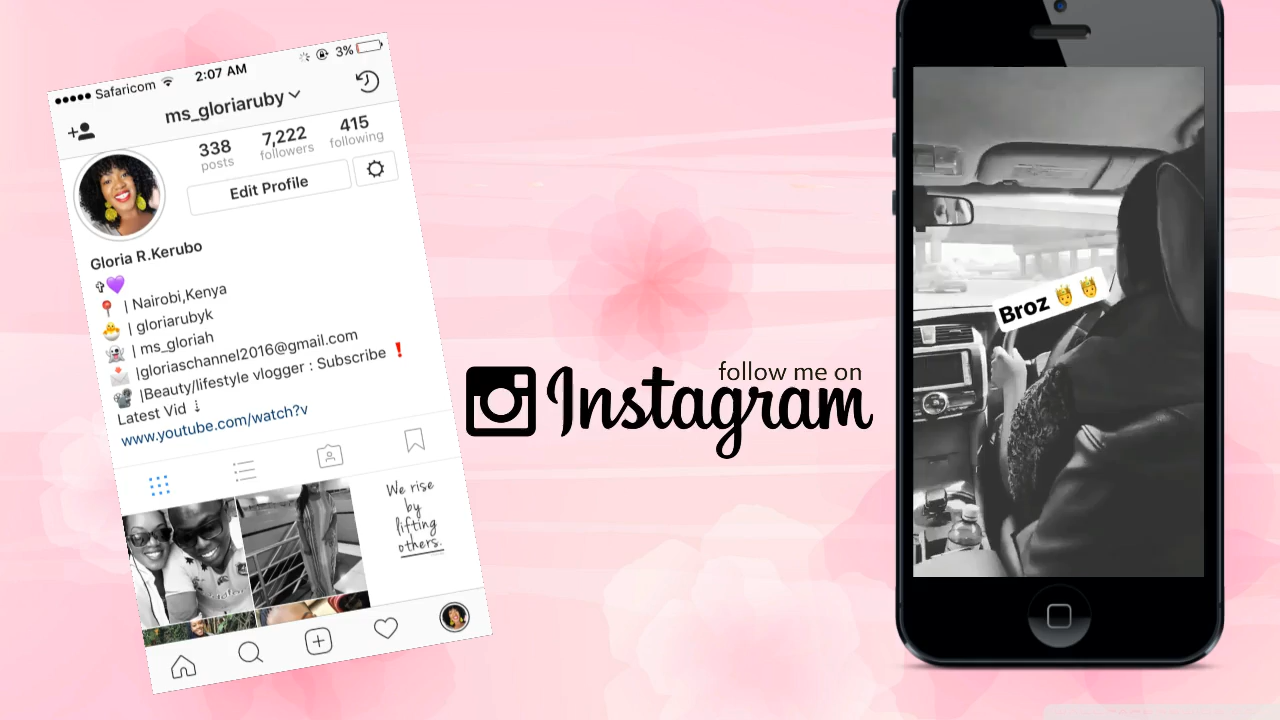 Safaricom 2:07 AM 3%
ms_gloriaruby
338 7,222 415
posts followers following
Edit Profile
Gloria R.Kerubo
| Nairobi,Kenya
| gloriarubyk
| ms_gloriah
|gloriaschannel2016@gmail.com
|Beauty/lifestyle vlogger : Subscribe ❗
Latest Vid ⇣
www.youtube.com/watch?v
We rise
by
lifting
others.
follow me on
Instagram
Broz